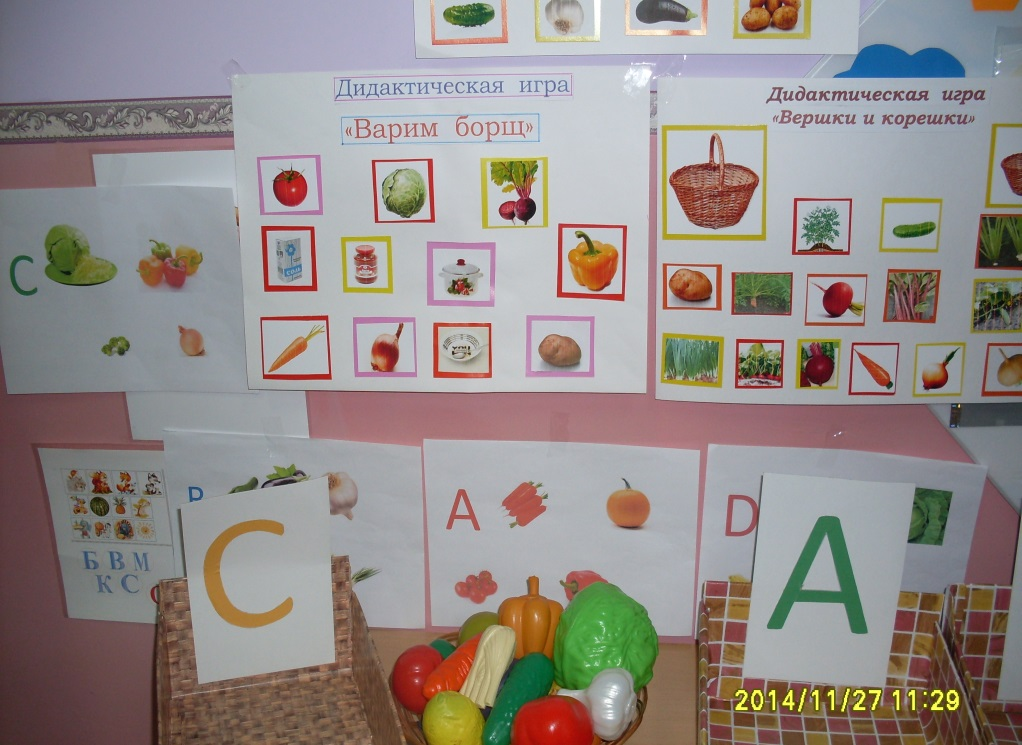 Дидактическая игра
«Варим борщ»
Дидактическая игра
«Вершки и корешки»
C
A
D
Б В М
К С
C
A
2014/11/27 11:29